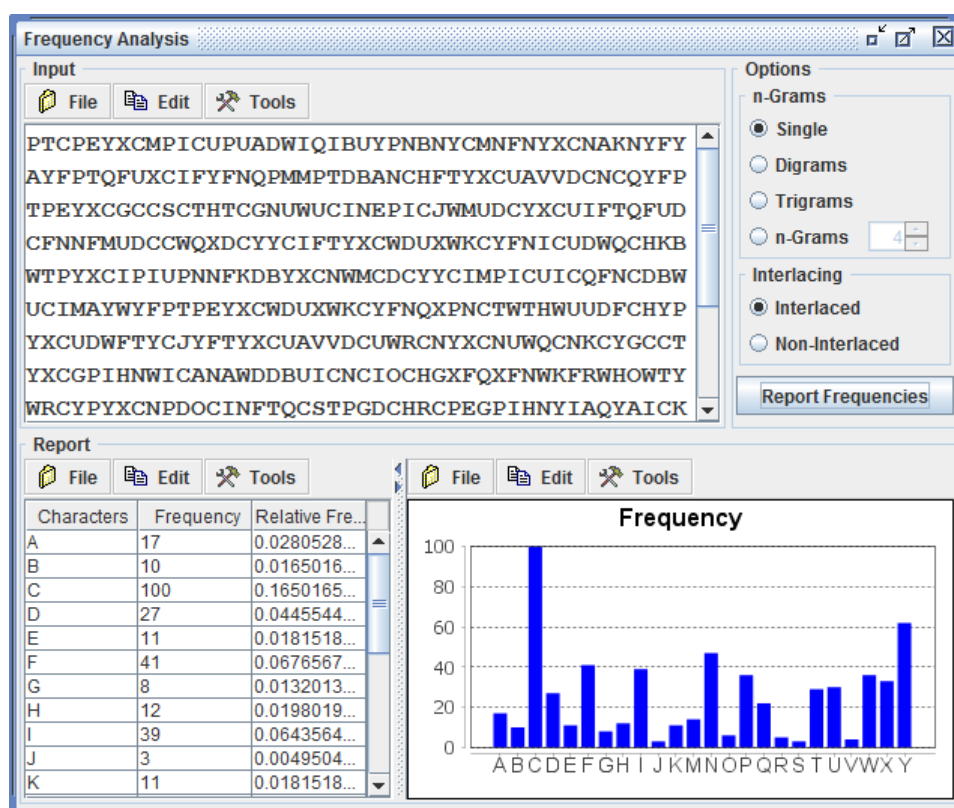 Frequency Analysis
Input
File Edit Tools
PTCPEYXCMPICUPUADWIQIBUYPNBNYCMNFNYXCNAKNYFY
AYFPTQFUXCIFYFNQPMMPTDBANCHFTYXCUAVVDCNCQYFP
TPEYXCGCCSCTHTCGNUWUCINEPICJWMUDCYXCUIFTQFUD
CFNNFMUDCCWQXDCYYCIFTYXCWDUXWKCYFNICUDWQCHKB
WTPYXCIPIUPNNFKDBYXCNWMCDCYYCIMPICUICQFNCDBW
UCIMAYWYFPTPEYXCWDUXWKCYFNQXPNCTWTHWUUDFCHYP
YXCUDWFTYCJYFTYXCUAVVDCUWRCNYXCNUWQCNKCYGCCT
YXCGPIHNWICANAWDDBUICNCIOCHGXFQXFNWKFRWHOWTY
WRCYPYXCNPDOCINFTQCSTPGDCHRCPEGPIHNYIAQYAICK
Options
n-Grams
Single
Digrams
Trigrams
n-Grams 4
Interlacing
Interlaced
Non-Interlaced
Report Frequencies
Report
File Edit Tools
Characters Frequency Relative Fre...
A 17 0.0280528...
B 10 0.0165016...
C 100 0.1650165...
D 27 0.0445544...
E 11 0.0181518...
F 41 0.0676567...
G 8 0.0132013...
H 12 0.0198019...
I 39 0.0643564...
J 3 0.0049504...
K 11 0.0181518...
File Edit Tools
Frequency
100
80
60
40
20
0
A B C D E F G H I J K M N O P Q R S T U V W X Y